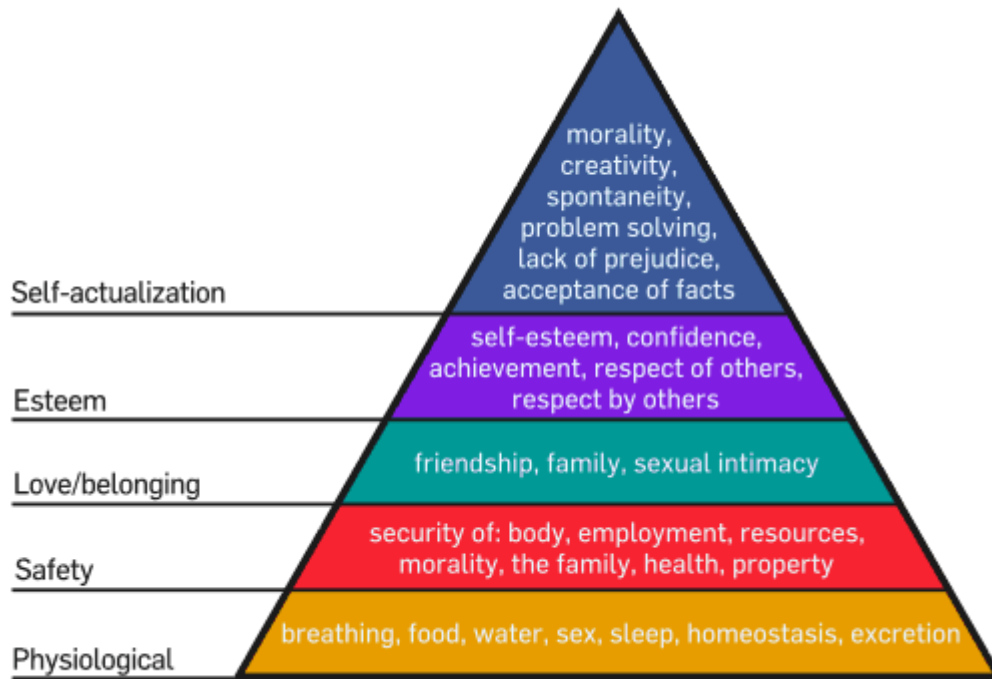 morality,
creativity,
spontaneity,
problem solving,
lack of prejudice,
acceptance of facts
Self-actualization
self-esteem, confidence,
achievement, respect of others,
respect by others
Esteem
friendship, family, sexual intimacy
Love/belonging
security of: body, employment, resources,
morality, the family, health, property
Safety
breathing, food, water, sex, sleep, homeostasis, excretion
Physiological